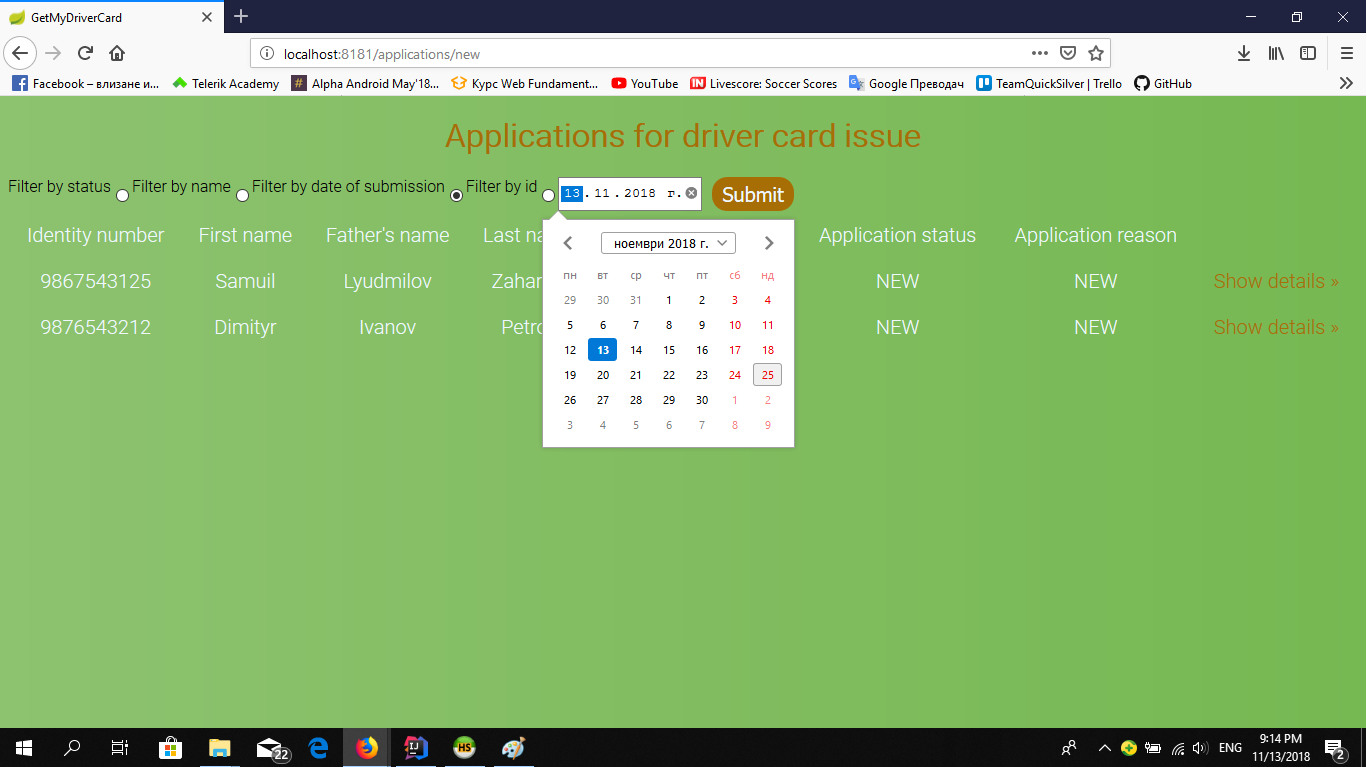 GetMyDriverCard
localhost:8181/applications/new
Facebook – влизане и... Telerik Academy Alpha Android May'18... Курс Web Fundament... YouTube Livescore: Soccer Scores Google Преводач TeamQuickSilver | Trello GitHub
Applications for driver card issue
Filter by status Filter by name Filter by date of submission Filter by id 13.11.2018 г. Submit
Identity number First name Father's name Last na Application status Application reason
9867543125 Samuil Lyudmilov Zahar NEW NEW Show details »
9876543212 Dimityr Ivanov Petro NEW NEW Show details »
ноември 2018 г.
пн вт ср чт пт сб нд
29 30 31 1 2 3 4
5 6 7 8 9 10 11
12 13 14 15 16 17 18
19 20 21 22 23 24 25
26 27 28 29 30 1 2
3 4 5 6 7 8 9
22
HS
ENG
9:14 PM
11/13/2018
2